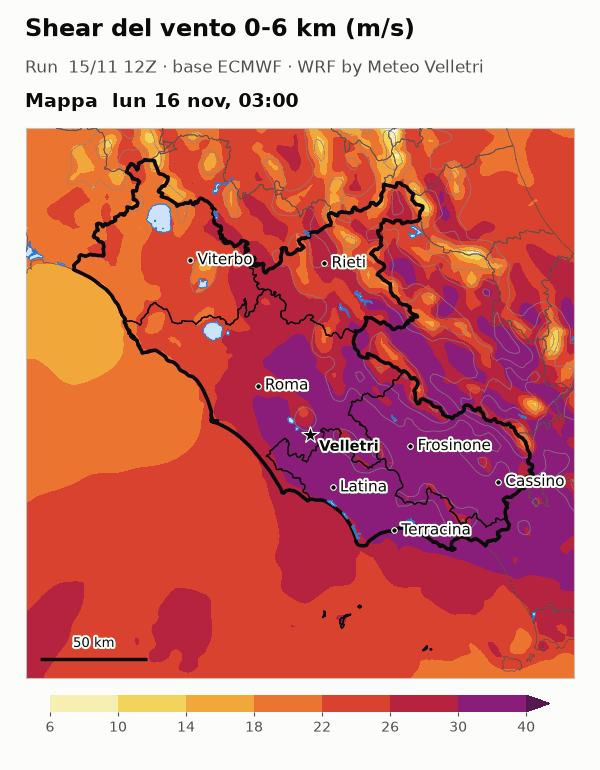 Shear del vento 0-6 km (m/s)
Run  15/11 12Z · base ECMWF · WRF by Meteo Velletri
Mappa  lun 16 nov, 03:00
Viterbo
Rieti
Roma
Velletri
Frosinone
Latina
Cassino
Terracina
50 km
6 10 14 18 22 26 30 40